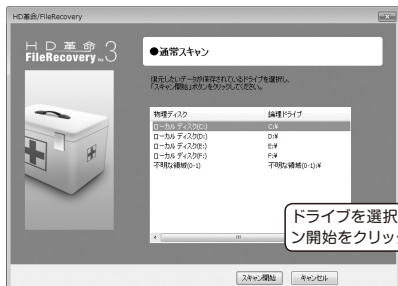 HD革命/FileRecovery
HD革命
FileRecovery Ver. 3
●通常スキャン
復元したいデータが保存されているドライブを選択し、
「スキャン開始」ボタンをクリックしてください。
物理ディスク 論理ドライブ
ローカル ディスク(C:) C:¥
ローカル ディスク(D:) D:¥
ローカル ディスク(E:) E:¥
ローカル ディスク(F:) F:¥
不明な領域(0-1) 不明な領域(0-1):¥
ドライブを選択
ン開始をクリッ
スキャン開始 キャンセル